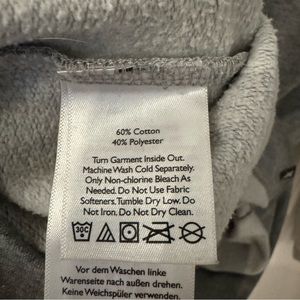 60% Cotton
40% Polyester
Turn Garment Inside Out.
Machine Wash Cold Separately.
Only Non-chlorine Bleach As
Needed. Do Not Use Fabric
Softeners. Tumble Dry Low. Do
Not Iron. Do Not Dry Clean.
30C
Vor dem Waschen linke
Warenseite nach außen drehen.
Keine Weichspüler verwenden.